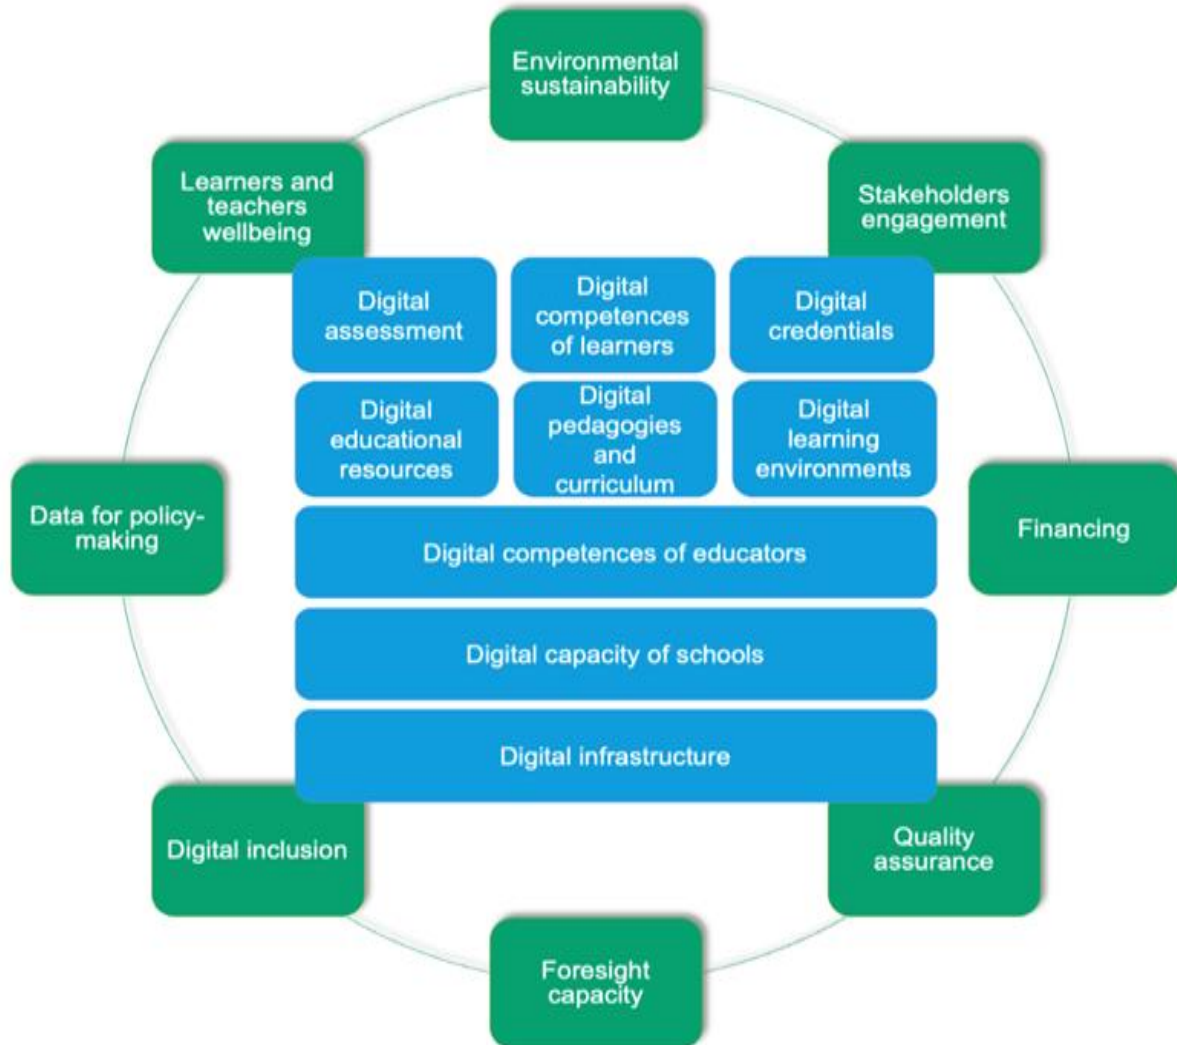 Environmental
sustainability
Learners and
teachers
wellbeing
Stakeholders
engagement
Digital
assessment
Digital
competences
of learners
Digital
credentials
Digital
educational
resources
Digital
pedagogies
and
curriculum
Digital
learning
environments
Data for policy-
making
Digital competences of educators
Financing
Digital capacity of schools
Digital infrastructure
Digital inclusion
Quality
assurance
Foresight
capacity